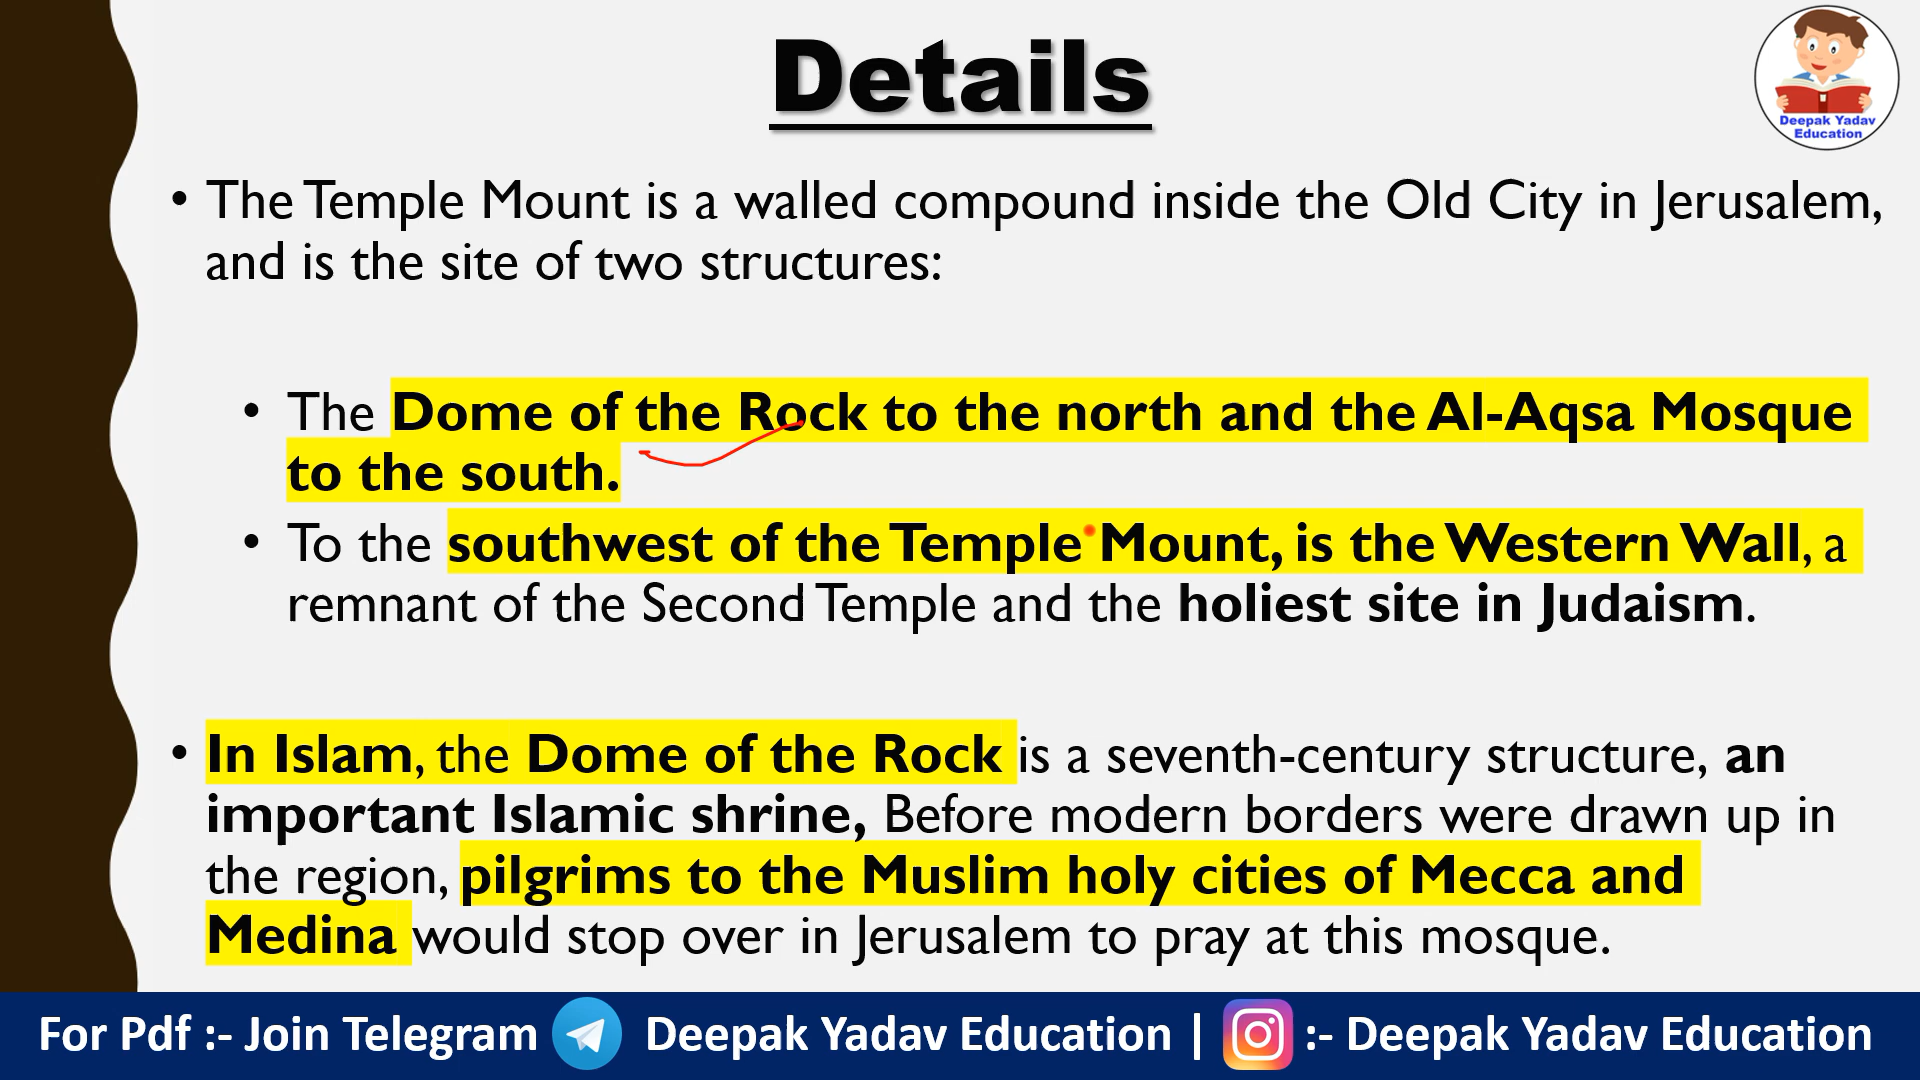 Details
Deepak Yadav
Education
• The Temple Mount is a walled compound inside the Old City in Jerusalem,
and is the site of two structures:
• The Dome of the Rock to the north and the Al-Aqsa Mosque
to the south.
• To the southwest of the Temple Mount, is the Western Wall, a
remnant of the Second Temple and the holiest site in Judaism.
• In Islam, the Dome of the Rock is a seventh-century structure, an
important Islamic shrine, Before modern borders were drawn up in
the region, pilgrims to the Muslim holy cities of Mecca and
Medina would stop over in Jerusalem to pray at this mosque.
For Pdf :- Join Telegram Deepak Yadav Education | :- Deepak Yadav Education